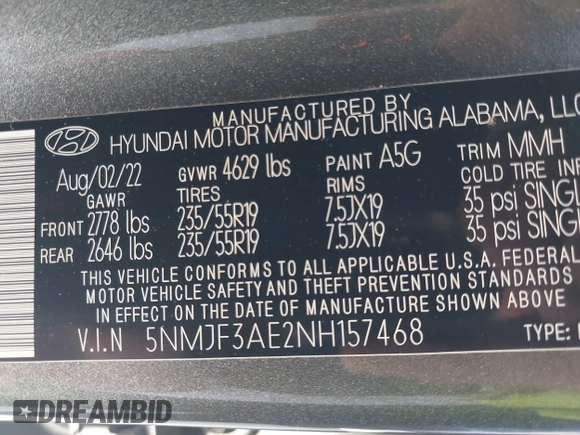 MANUFACTURED BY
HYUNDAI MOTOR MANUFACTURING ALABAMA, LLC
Aug/02/22 GVWR 4629 lbs PAINT A5G TRIM MMH
GAWR TIRES RIMS COLD TIRE
FRONT 2778 lbs 235/55R19 7.5JX19 35 psi SINGL
REAR 2646 lbs 235/55R19 7.5JX19 35 psi SINGL
THIS VEHICLE CONFORMS TO ALL APPLICABLE U.S.A. FEDERAL
MOTOR VEHICLE SAFETY AND THEFT PREVENTION STANDARDS
IN EFFECT ON THE DATE OF MANUFACTURE SHOWN ABOVE
V.I.N 5NMJF3AE2NH157468 TYPE:
DREAMBID